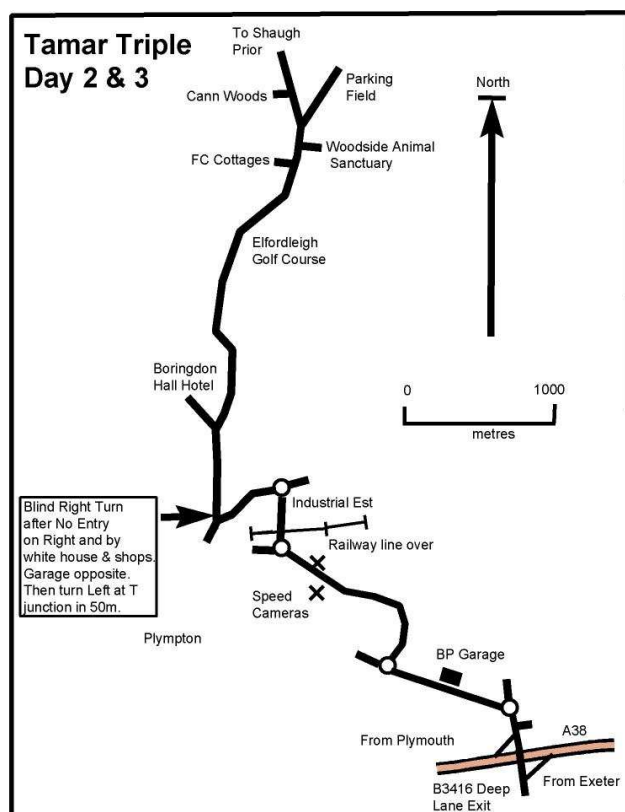 Tamar Triple
Day 2 & 3
To Shaugh
Prior
Parking
Field
Cann Woods
North
Woodside Animal
Sanctuary
FC Cottages
Elfordleigh
Golf Course
Boringdon
Hall Hotel
0
1000
metres
Blind Right Turn
after No Entry
on Right and by
white house & shops.
Garage opposite.
Then turn Left at T
junction in 50m.
Industrial Est
Railway line over
Speed
Cameras
Plympton
BP Garage
From Plymouth
A38
B3416 Deep
Lane Exit
From Exeter